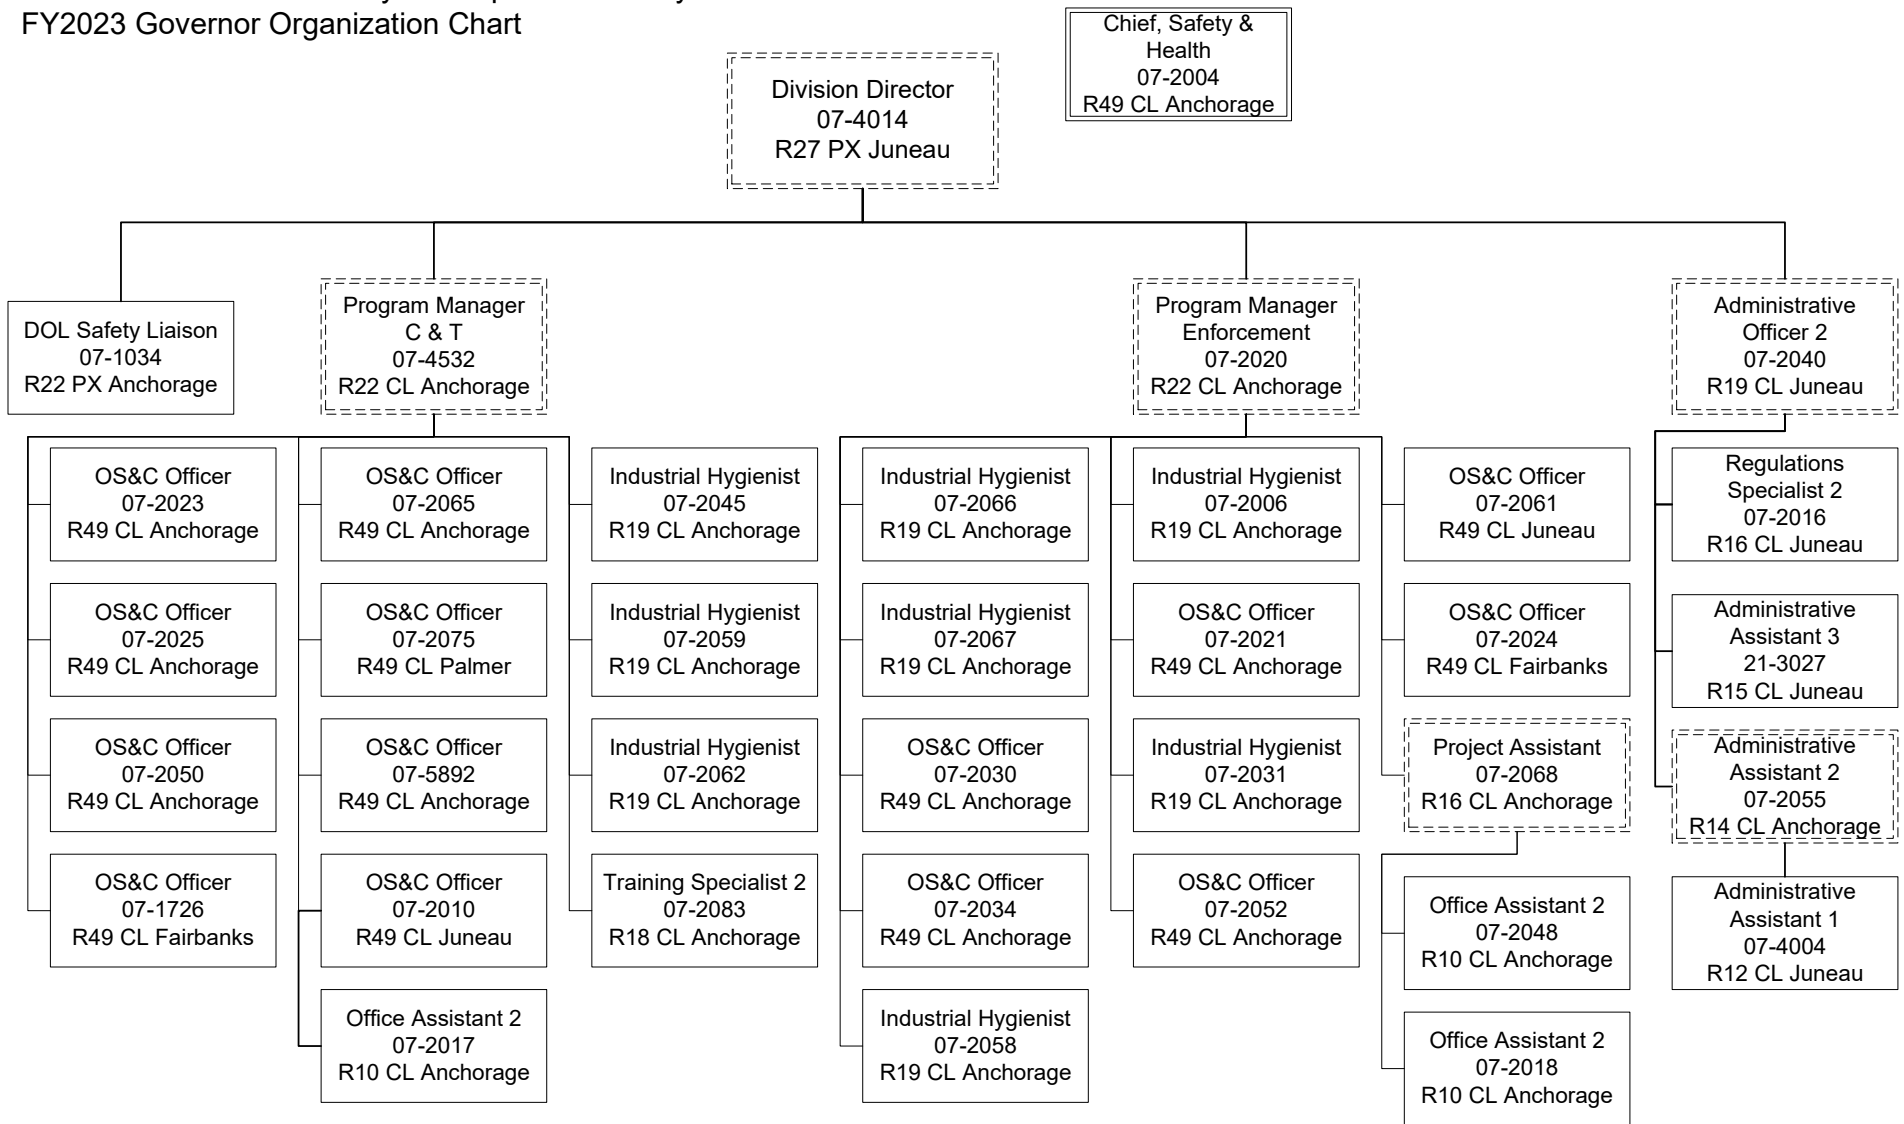 FY2023 Governor Organization Chart
Chief, Safety &
Health
07-2004
R49 CL Anchorage
Division Director
07-4014
R27 PX Juneau
DOL Safety Liaison
07-1034
R22 PX Anchorage
Program Manager
C & T
07-4532
R22 CL Anchorage
Program Manager
Enforcement
07-2020
R22 CL Anchorage
Administrative
Officer 2
07-2040
R19 CL Juneau
OS&C Officer
07-2023
R49 CL Anchorage
OS&C Officer
07-2065
R49 CL Anchorage
Industrial Hygienist
07-2045
R19 CL Anchorage
Industrial Hygienist
07-2066
R19 CL Anchorage
Industrial Hygienist
07-2006
R19 CL Anchorage
OS&C Officer
07-2061
R49 CL Juneau
Regulations
Specialist 2
07-2016
R16 CL Juneau
OS&C Officer
07-2025
R49 CL Anchorage
OS&C Officer
07-2075
R49 CL Palmer
Industrial Hygienist
07-2059
R19 CL Anchorage
Industrial Hygienist
07-2067
R19 CL Anchorage
OS&C Officer
07-2021
R49 CL Anchorage
OS&C Officer
07-2024
R49 CL Fairbanks
Administrative
Assistant 3
21-3027
R15 CL Juneau
OS&C Officer
07-2050
R49 CL Anchorage
OS&C Officer
07-5892
R49 CL Anchorage
Industrial Hygienist
07-2062
R19 CL Anchorage
OS&C Officer
07-2030
R49 CL Anchorage
Industrial Hygienist
07-2031
R19 CL Anchorage
Project Assistant
07-2068
R16 CL Anchorage
Administrative
Assistant 2
07-2055
R14 CL Anchorage
OS&C Officer
07-1726
R49 CL Fairbanks
OS&C Officer
07-2010
R49 CL Juneau
Training Specialist 2
07-2083
R18 CL Anchorage
OS&C Officer
07-2034
R49 CL Anchorage
OS&C Officer
07-2052
R49 CL Anchorage
Office Assistant 2
07-2048
R10 CL Anchorage
Administrative
Assistant 1
07-4004
R12 CL Juneau
Office Assistant 2
07-2017
R10 CL Anchorage
Industrial Hygienist
07-2058
R19 CL Anchorage
Office Assistant 2
07-2018
R10 CL Anchorage